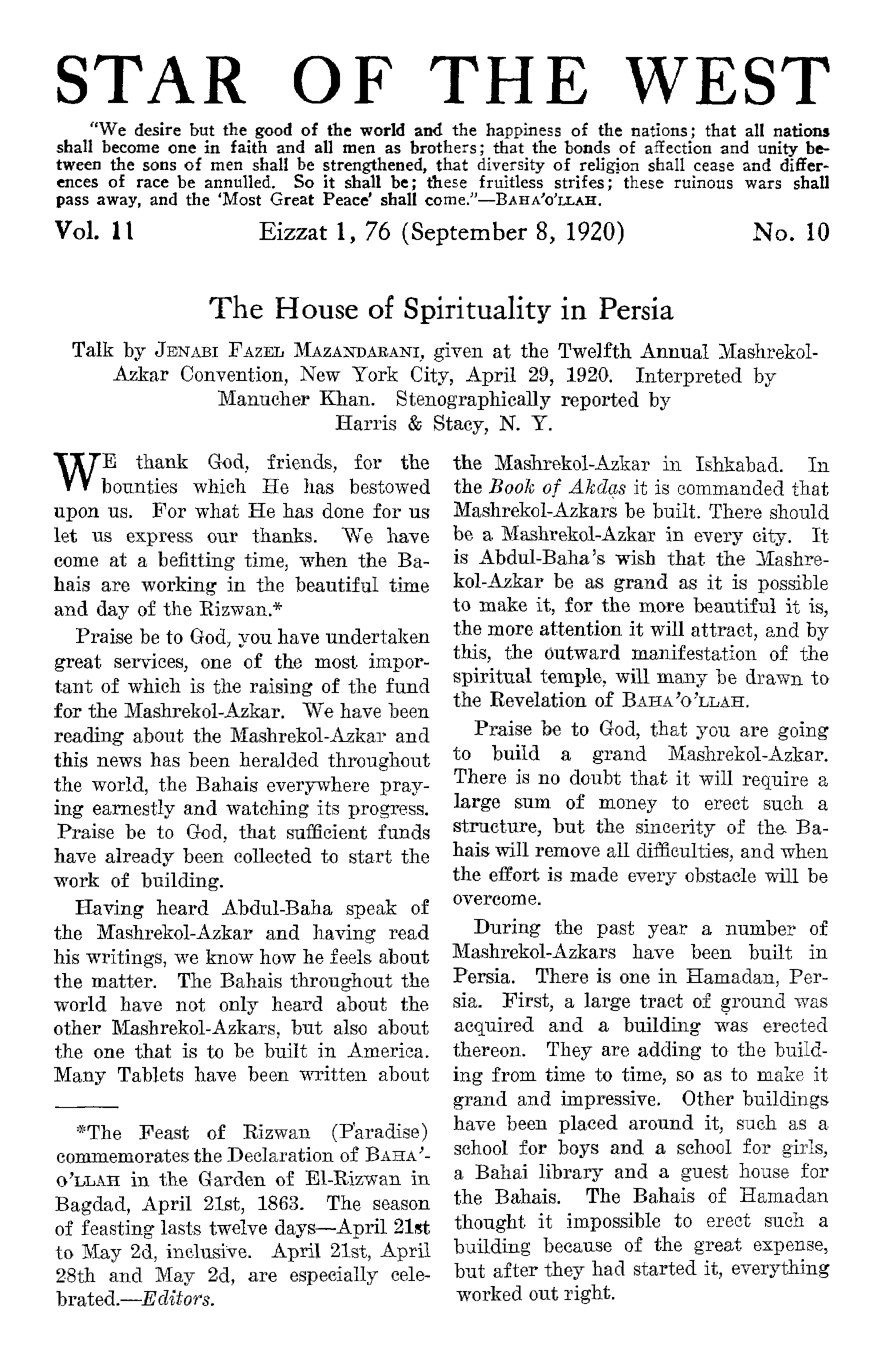 STAR OF THE WEST
"We desire but the good of the world and the happiness of the nations; that all nations
shall become one in faith and all men as brothers; that the bonds of affection and unity be-
tween the sons of men shall be strengthened, that diversity of religion shall cease and differ-
ences of race be annulled. So it shall be; these fruitless strifes; these ruinous wars shall
pass away, and the 'Most Great Peace' shall come."—BAHA'O'LLAH.
Vol. 11 Eizzat 1, 76 (September 8, 1920) No. 10
The House of Spirituality in Persia
Talk by JENABI FAZEL MAZANDARANI, given at the Twelfth Annual Mashrekol-
Azkar Convention, New York City, April 29, 1920. Interpreted by
Manucher Khan. Stenographically reported by
Harris & Stacy, N. Y.
WE thank God, friends, for the
bounties which He has bestowed
upon us. For what He has done for us
let us express our thanks. We have
come at a befitting time, when the Ba-
hais are working in the beautiful time
and day of the Rizwan.*
Praise be to God, you have undertaken
great services, one of the most impor-
tant of which is the raising of the fund
for the Mashrekol-Azkar. We have been
reading about the Mashrekol-Azkar and
this news has been heralded throughout
the world, the Bahais everywhere pray-
ing earnestly and watching its progress.
Praise be to God, that sufficient funds
have already been collected to start the
work of building.
Having heard Abdul-Baha speak of
the Mashrekol-Azkar and having read
his writings, we know how he feels about
the matter. The Bahais throughout the
world have not only heard about the
other Mashrekol-Azkars, but also about
the one that is to be built in America.
Many Tablets have been written about
*The Feast of Rizwan (Paradise)
commemorates the Declaration of BAHA'-
O'LLAH in the Garden of El-Rizwan in
Bagdad, April 21st, 1863. The season
of feasting lasts twelve days—April 21st
to May 2d, inclusive. April 21st, April
28th and May 2d, are especially cele-
brated.—Editors.
the Mashrekol-Azkar in Ishkabad. In
the Book of Akdas it is commanded that
Mashrekol-Azkars be built. There should
be a Mashrekol-Azkar in every city. It
is Abdul-Baha's wish that the Mashre-
kol-Azkar be as grand as it is possible
to make it, for the more beautiful it is,
the more attention it will attract, and by
this, the outward manifestation of the
spiritual temple, will many be drawn to
the Revelation of BAHA'O'LLAH.
Praise be to God, that you are going
to build a grand Mashrekol-Azkar.
There is no doubt that it will require a
large sum of money to erect such a
structure, but the sincerity of the Ba-
hais will remove all difficulties, and when
the effort is made every obstacle will be
overcome.
During the past year a number of
Mashrekol-Azkars have been built in
Persia. There is one in Hamadan, Per-
sia. First, a large tract of ground was
acquired and a building was erected
thereon. They are adding to the build-
ing from time to time, so as to make it
grand and impressive. Other buildings
have been placed around it, such as a
school for boys and a school for girls,
a Bahai library and a guest house for
the Bahais. The Bahais of Hamadan
thought it impossible to erect such a
building because of the great expense,
but after they had started it, everything
worked out right.